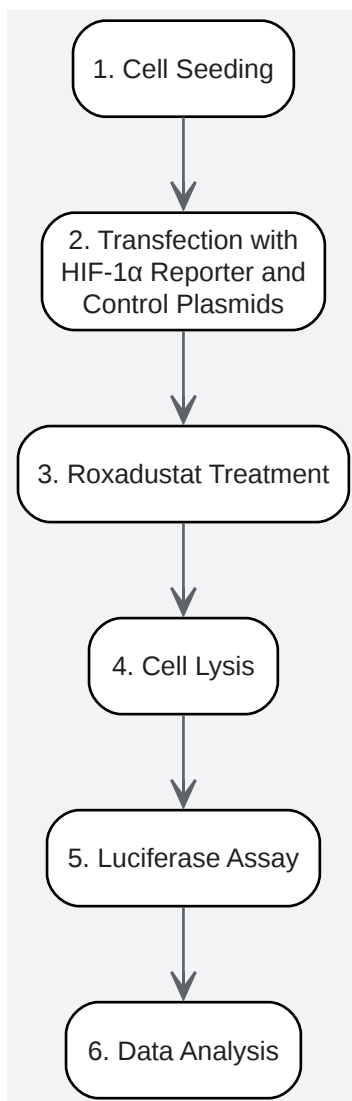 1. Cell Seeding
2. Transfection with
HIF-1α Reporter and
Control Plasmids
3. Roxadustat Treatment
4. Cell Lysis
5. Luciferase Assay
6. Data Analysis